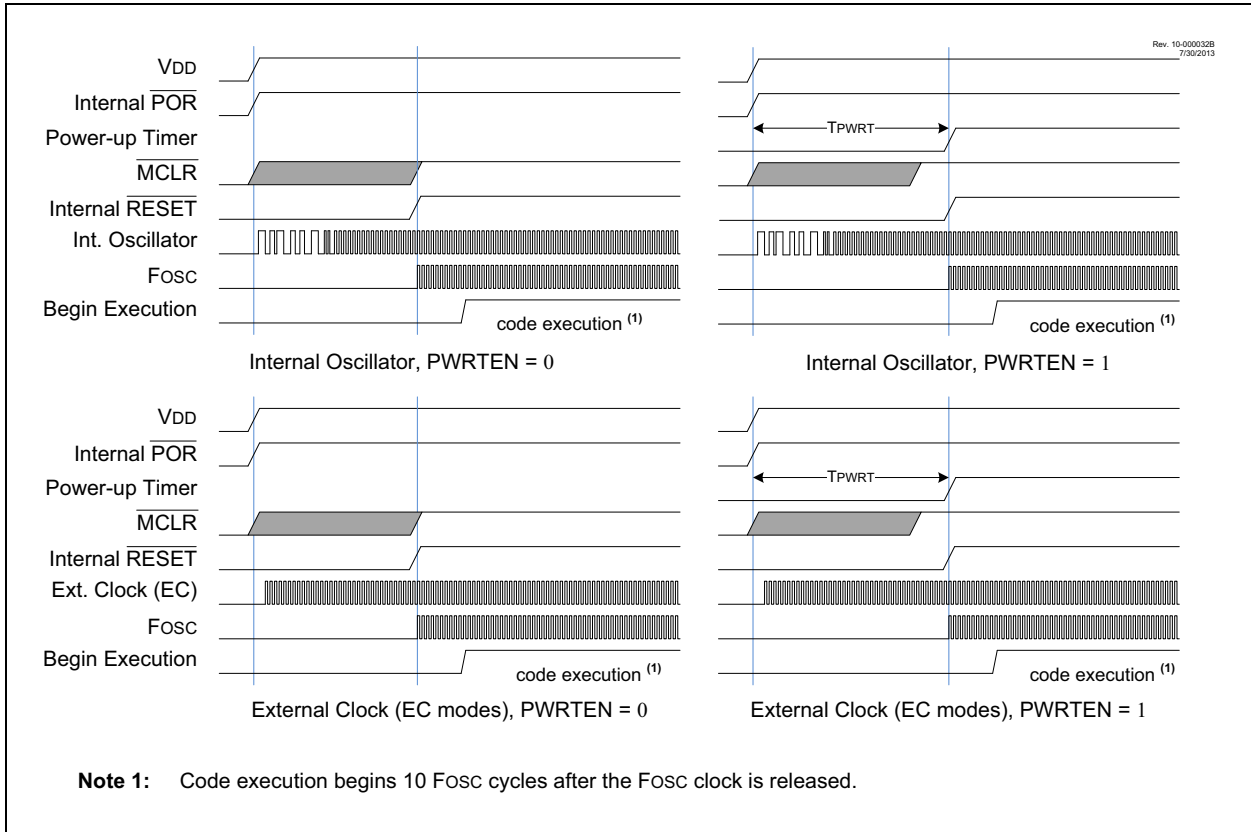 Rev. 10-000032B
7/30/2013
VDD
Internal POR
Power-up Timer
MCLR
Internal RESET
Int. Oscillator
FOSC
Begin Execution
code execution (1)
Internal Oscillator, PWRTEN = 0
TPWRT
code execution (1)
Internal Oscillator, PWRTEN = 1
VDD
Internal POR
Power-up Timer
MCLR
Internal RESET
Ext. Clock (EC)
FOSC
Begin Execution
code execution (1)
External Clock (EC modes), PWRTEN = 0
TPWRT
code execution (1)
External Clock (EC modes), PWRTEN = 1
Note 1: Code execution begins 10 FOSC cycles after the FOSC clock is released.